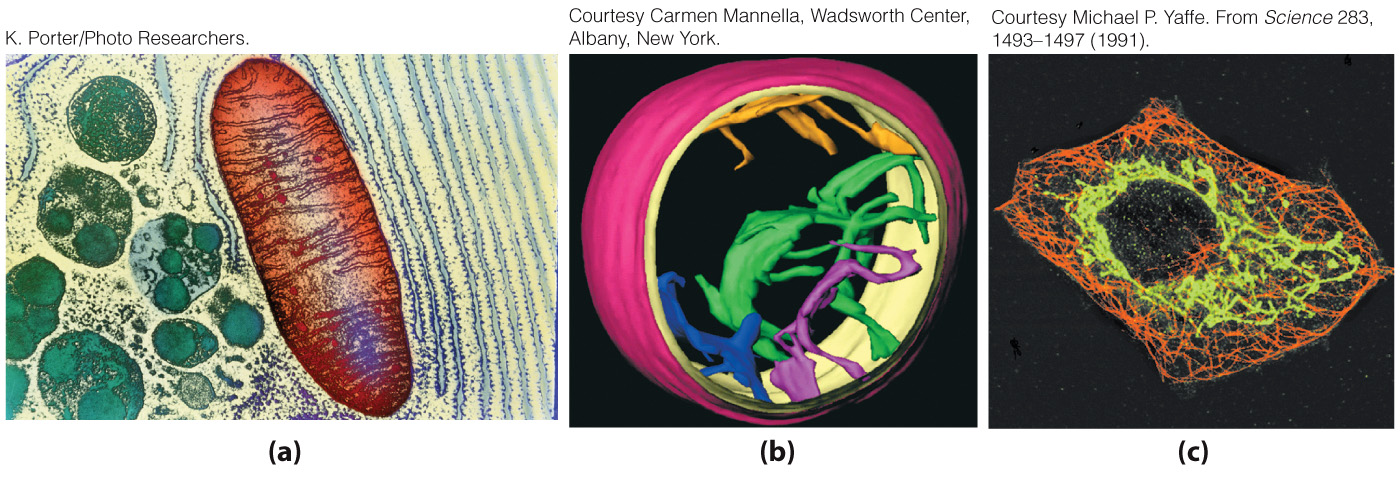 K. Porter/Photo Researchers.
Courtesy Carmen Mannella, Wadsworth Center,
Albany, New York.
Courtesy Michael P. Yaffe. From Science 283,
1493–1497 (1991).
(a)
(b)
(c)